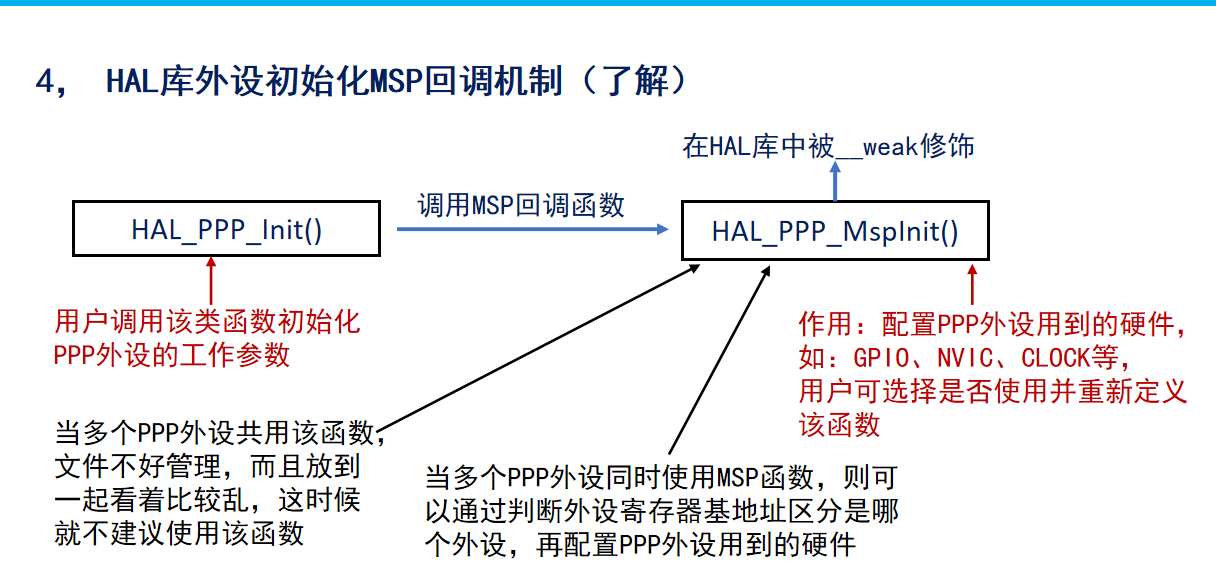 4， HAL库外设初始化MSP回调机制（了解）
在HAL库中被__weak修饰
调用MSP回调函数
HAL_PPP_Init()
HAL_PPP_MspInit()
用户调用该类函数初始化
PPP外设的工作参数
作用：配置PPP外设用到的硬件，
如：GPIO、NVIC、CLOCK等，
用户可选择是否使用并重新定义
该函数
当多个PPP外设共用该函数，
文件不好管理，而且放到
一起看着比较乱，这时候
就不建议使用该函数
当多个PPP外设同时使用MSP函数，则可
以通过判断外设寄存器基地址区分是哪
个外设，再配置PPP外设用到的硬件